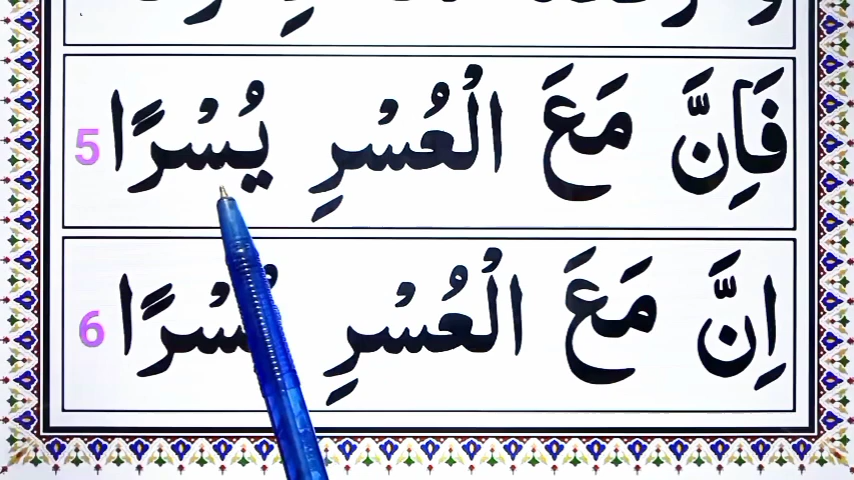 فَاِنَّ مَعَ الْعُسْرِ يُسْرًا 5
اِنَّ مَعَ الْعُسْرِ يُسْرًا 6